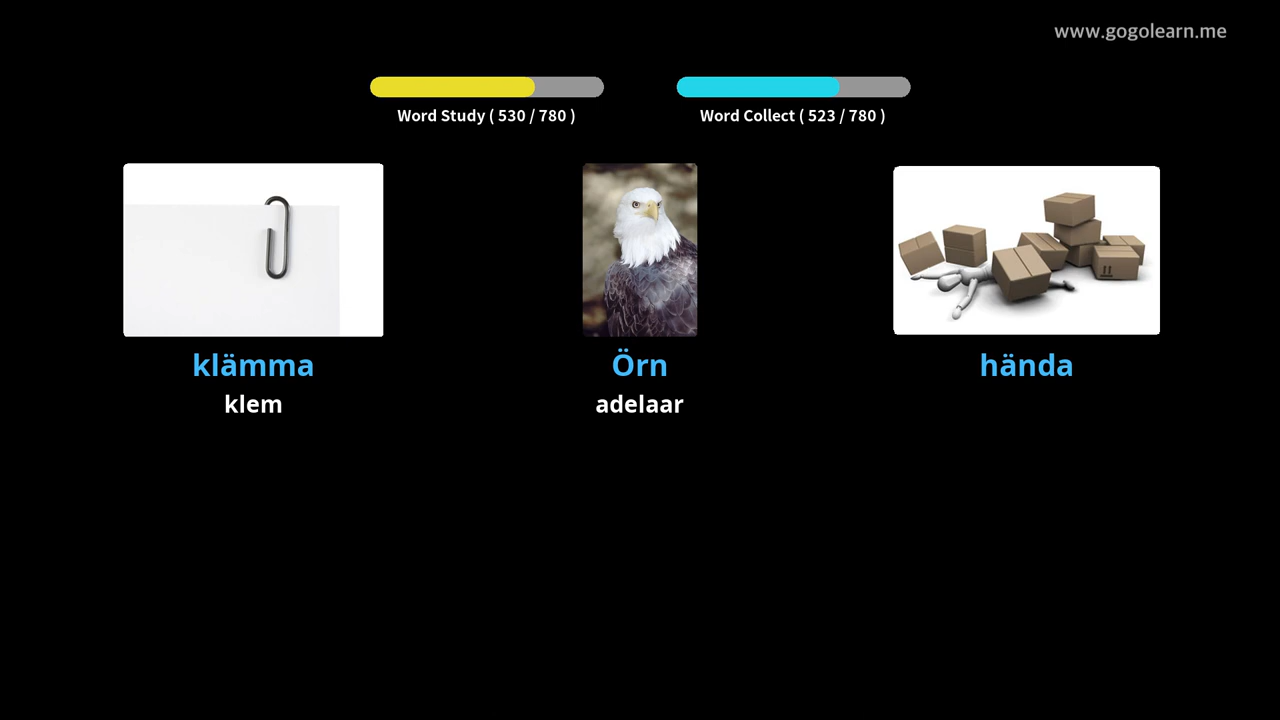 www.gogolearn.me
Word Study ( 530 / 780 )
Word Collect ( 523 / 780 )
klämma
Örn
hända
klem
adelaar